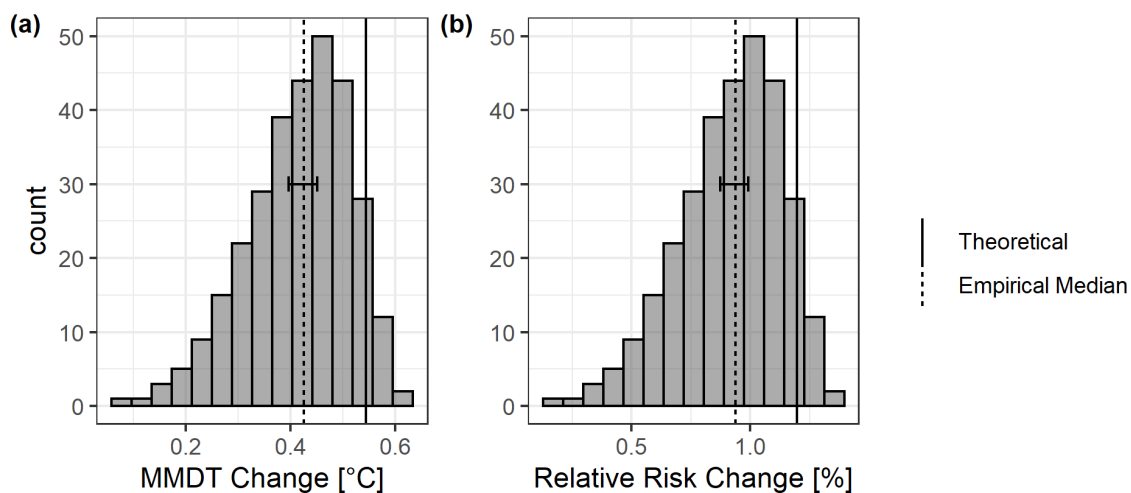 (a)
50
40
30
20
10
0
count
0.2 0.4 0.6
MMDT Change [°C]
(b)
50
40
30
20
10
0
0.5 1.0
Relative Risk Change [%]
Theoretical
Empirical Median